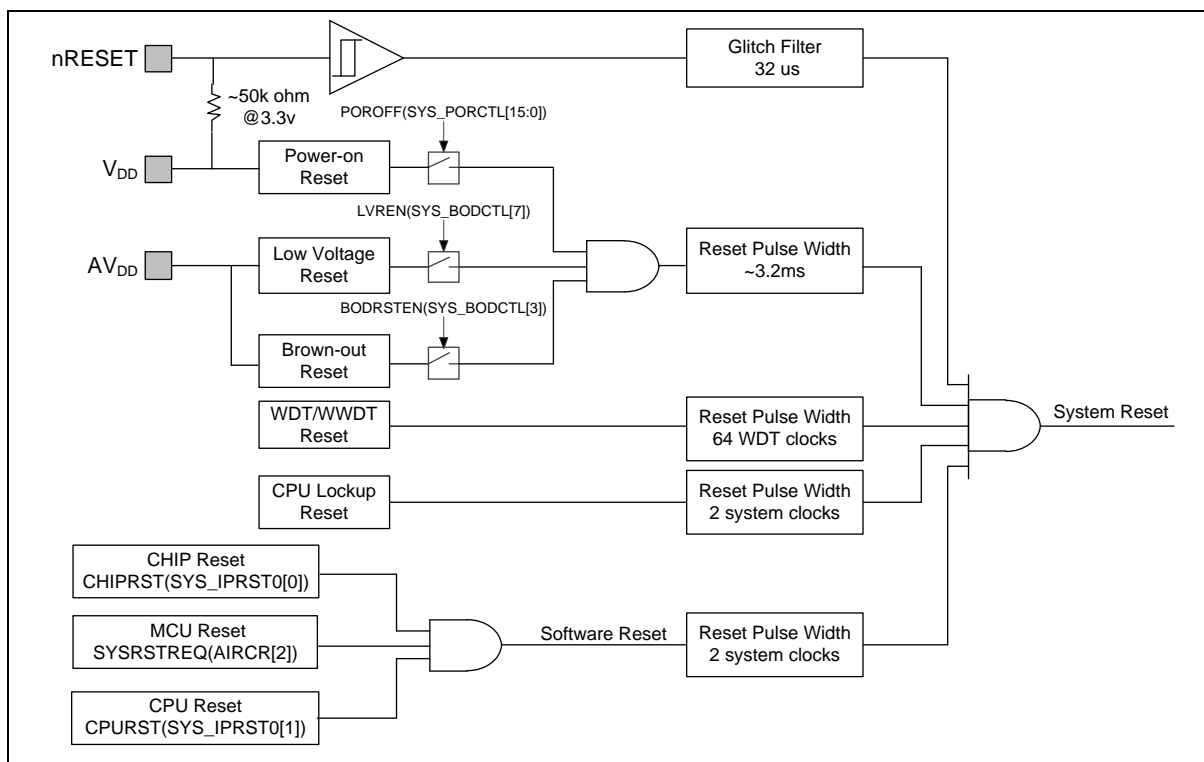 nRESET
Glitch Filter
32 us
~50k ohm
@3.3v
POROFF(SYS_PORCTL[15:0])
VDD
Power-on
Reset
LVREN(SYS_BODCTL[7])
AVDD
Low Voltage
Reset
Reset Pulse Width
~3.2ms
BODRSTEN(SYS_BODCTL[3])
Brown-out
Reset
WDT/WWDT
Reset
Reset Pulse Width
64 WDT clocks
System Reset
CPU Lockup
Reset
Reset Pulse Width
2 system clocks
CHIP Reset
CHIPRST(SYS_IPRST0[0])
MCU Reset
SYSRSTREQ(AIRCR[2])
Software Reset
Reset Pulse Width
2 system clocks
CPU Reset
CPURST(SYS_IPRST0[1])